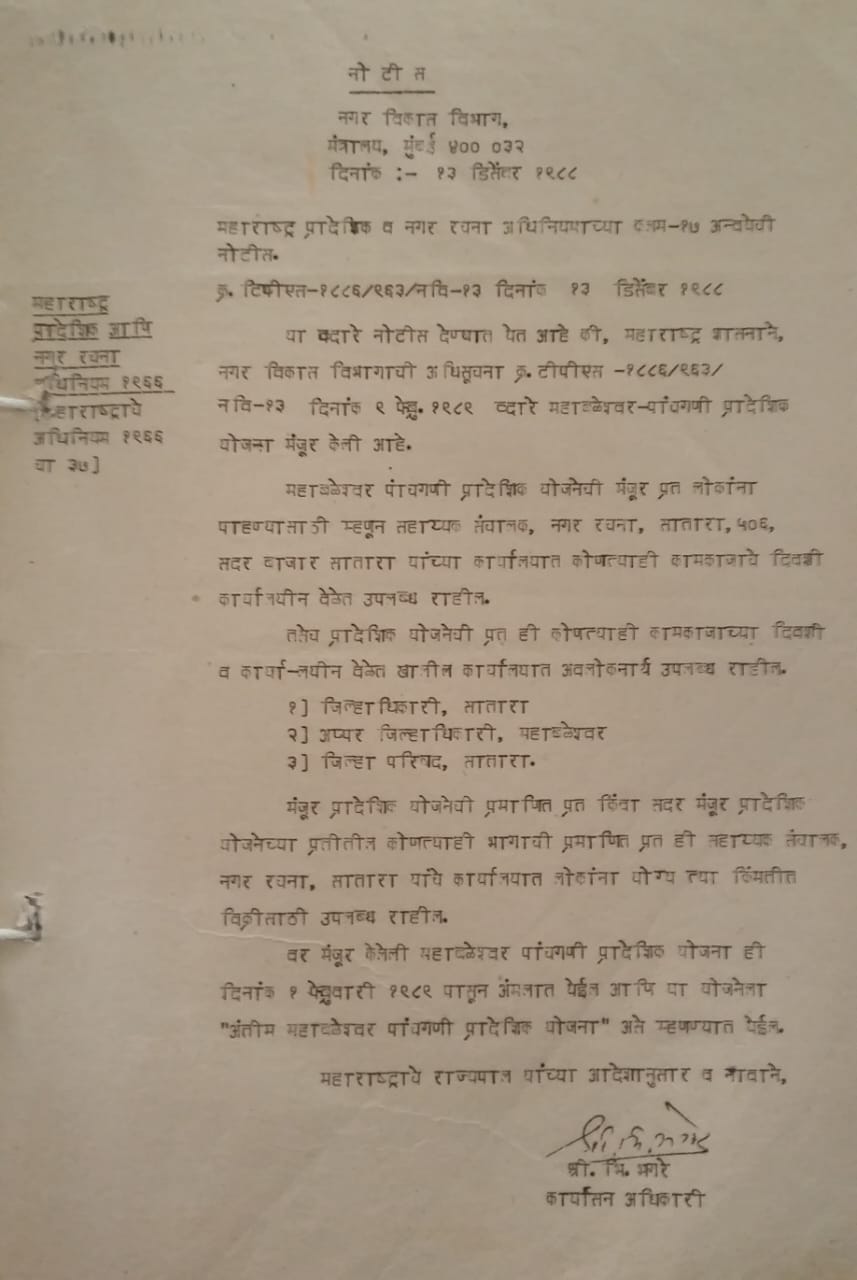 नोटीस
नगर विकास विभाग,
मंत्रालय, मुंबई ४०० ०३२
दिनांक :- १३ डिसेंबर १९८८
महाराष्ट्र प्रादेशिक व नगर रचना अधिनियमाच्या कलम-१७ अन्वयेची
नोटीस.
क्र. टिपीएस-१८८६/९६३/नवि-१३ दिनांक १३ डिसेंबर १९८८
महाराष्ट्र
प्रादेशिक आणि
नगर रचना
अधिनियम १९६६
महाराष्ट्राचे
अधिनियम १९६६
चा ३७]
या व्दारे नोटीस देण्यात येत आहे की, महाराष्ट्र शासनाने,
नगर विकास विभागाची अधिसूचना क्र. टीपीएस -१८८६/९६३/
नवि-१३ दिनांक ९ फेब्रु. १९८९ व्दारे महाबळेश्वर-पांचगणी प्रादेशिक
योजना मंजूर केली आहे.
महाबळेश्वर पांचगणी प्रादेशिक योजनेची मंजूर प्रत लोकांना
पाहण्यासाठी म्हणून सहाय्यक संचालक, नगर रचना, सातारा, ५०६,
सदर बाजार सातारा यांच्या कार्यालयात कोणत्याही कामकाजाचे दिवशी
कार्यालयीन वेळेत उपलब्ध राहील.
तसेच प्रादेशिक योजनेची प्रत ही कोणत्याही कामकाजाच्या दिवशी
व कार्या-लयीन वेळेत खालील कार्यालयात अवलोकनार्थ उपलब्ध राहील.
१] जिल्हाधिकारी, सातारा
२] अप्पर जिल्हाधिकारी, महाबळेश्वर
३] जिल्हा परिषद, सातारा.
मंजूर प्रादेशिक योजनेची प्रमाणित प्रत किंवा सदर मंजूर प्रादेशिक
योजनेच्या प्रतीतील कोणत्याही भागाची प्रमाणित प्रत ही सहाय्यक संचालक,
नगर रचना, सातारा यांचे कार्यालयात लोकांना योग्य त्या किंमतीत
विक्रीसाठी उपलब्ध राहील.
वर मंजूर केलेली महाबळेश्वर पांचगणी प्रादेशिक योजना ही
दिनांक १ फेब्रुवारी १९८९ पासून अंमलात येईल आणि या योजनेला
"अंतीम महाबळेश्वर पांचगणी प्रादेशिक योजना" असे म्हणण्यात येईल.
महाराष्ट्राचे राज्यपाल यांच्या आदेशानुसार व नावाने,
श्री. भि. भगरे
कार्यासन अधिकारी